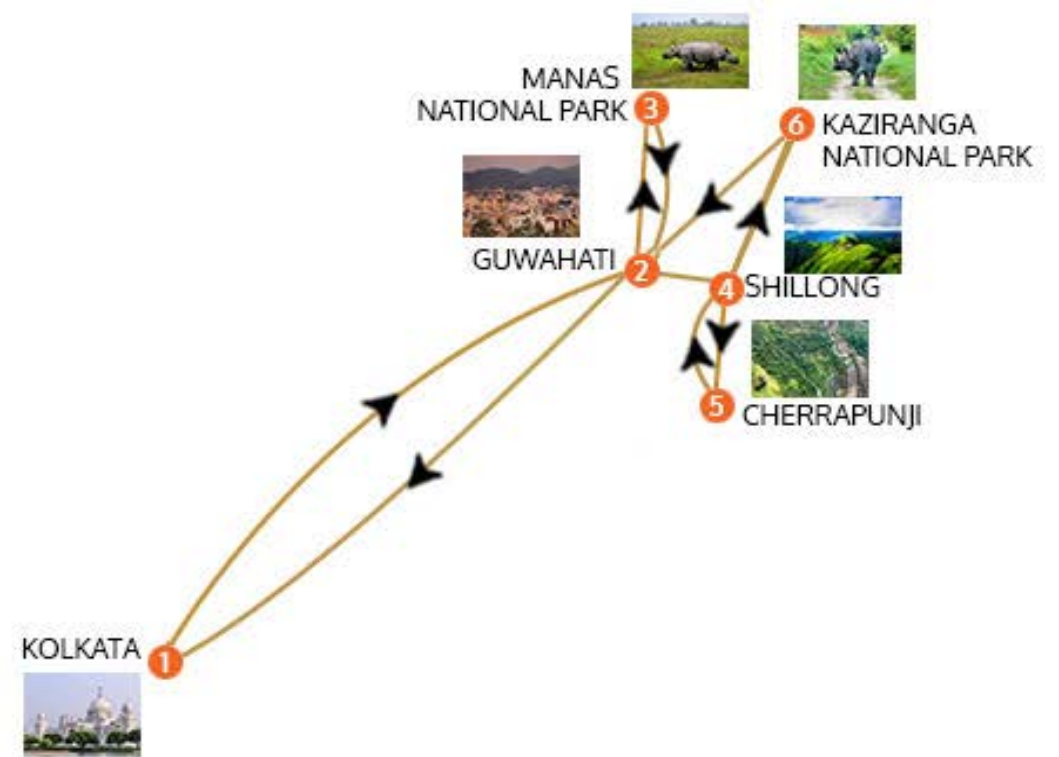 MANAS
NATIONAL PARK
3
6
KAZIRANGA
NATIONAL PARK
GUWAHATI
2
4
SHILLONG
5
CHERRAPUNJI
KOLKATA
1